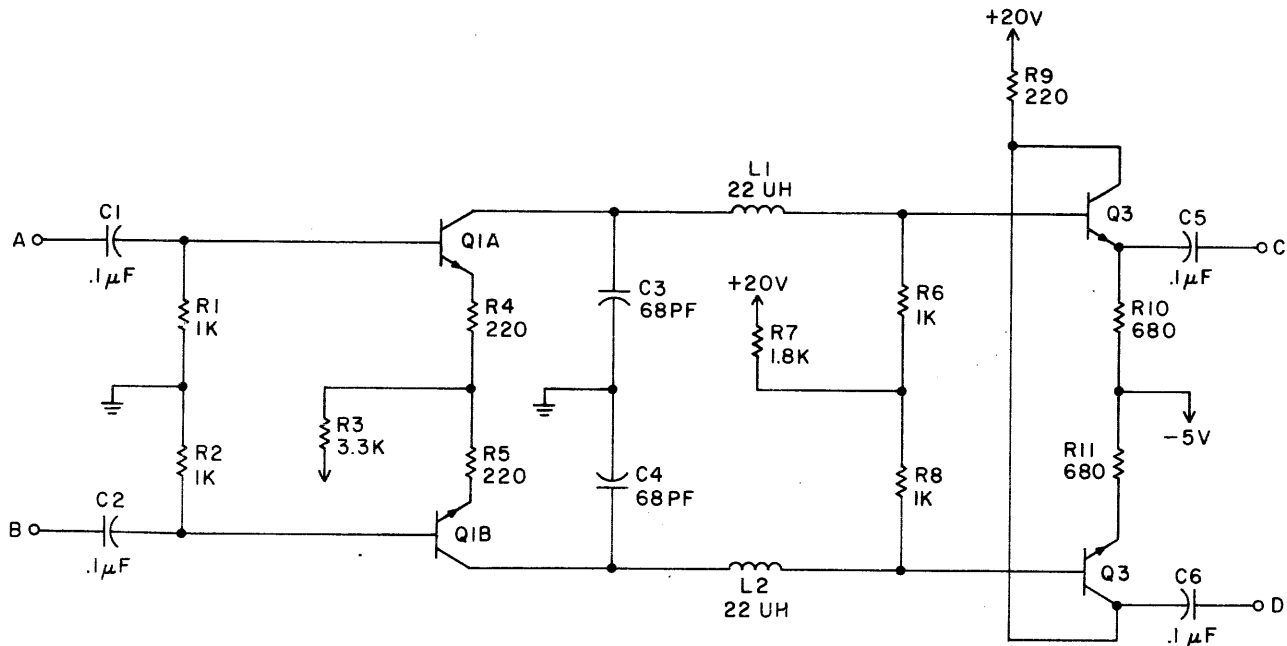 +20V
R9
220
L1
22 UH
C1
A
.1μF
Q1A
Q3
C5
C
.1μF
R1
1K
R4
220
C3
68PF
+20V
R7
1.8K
R6
1K
R10
680
R3
3.3K
R2
1K
R5
220
C4
68PF
R8
1K
-5V
R11
680
C2
B
.1μF
Q1B
L2
22 UH
Q3
C6
D
.1μF